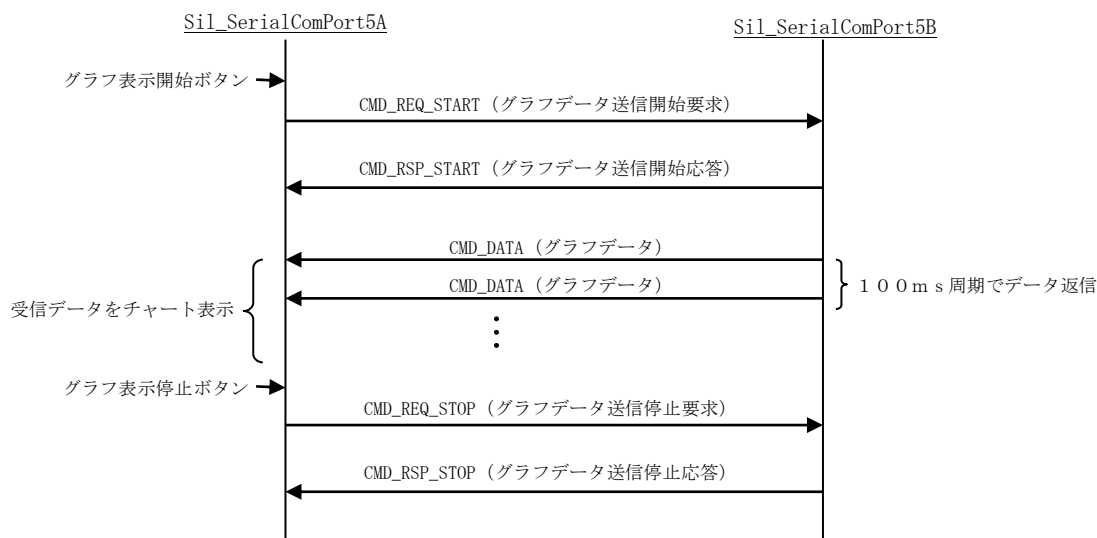 Sil_SerialComPort5A
Sil_SerialComPort5B
グラフ表示開始ボタン
CMD_REQ_START (グラフデータ送信開始要求)
CMD_RSP_START (グラフデータ送信開始応答)
CMD_DATA (グラフデータ)
CMD_DATA (グラフデータ)
100ms周期でデータ返信
受信データをチャート表示
グラフ表示停止ボタン
CMD_REQ_STOP (グラフデータ送信停止要求)
CMD_RSP_STOP (グラフデータ送信停止応答)